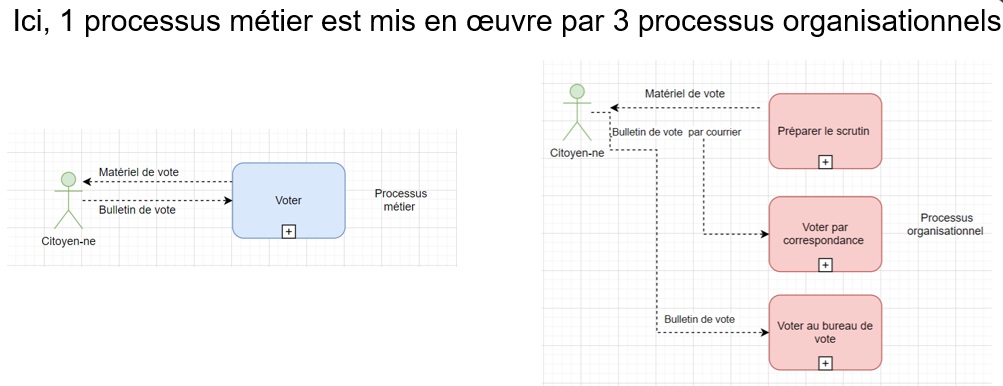 Ici, 1 processus métier est mis en œuvre par 3 processus organisationnels
Matériel de vote
Bulletin de vote
Citoyen-ne
Voter
Processus
métier
Matériel de vote
Bulletin de vote par courrier
Citoyen-ne
Préparer le scrutin
Voter par
correspondance
Processus
organisationnel
Bulletin de vote
Voter au bureau de
vote